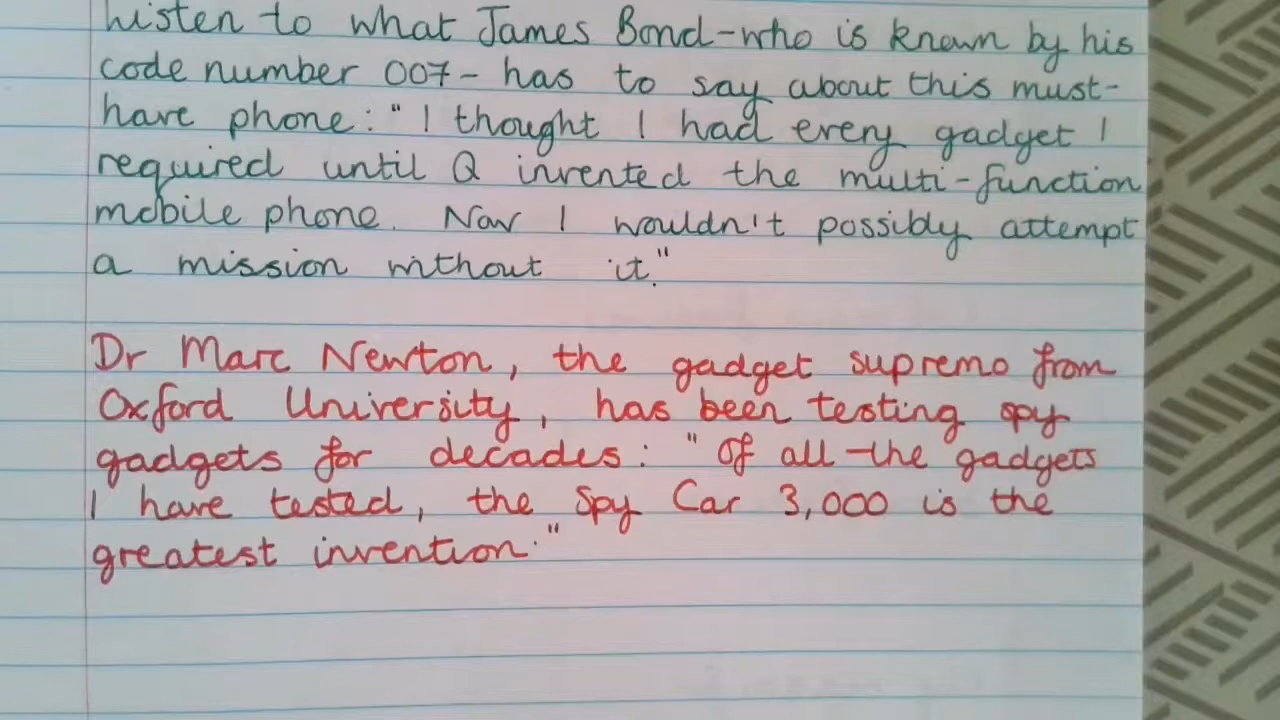 Listen to what James Bond-who is known by his
code number 007- has to say about this must-
have phone: "I thought I had every gadget I
required until Q invented the multi-function
mobile phone. Now I wouldn't possibly attempt
a mission without it."
Dr Marc Newton, the gadget supremo from
Oxford University, has been testing spy
gadgets for decades: "Of all the gadgets
I have tested, the Spy Car 3,000 is the
greatest invention."